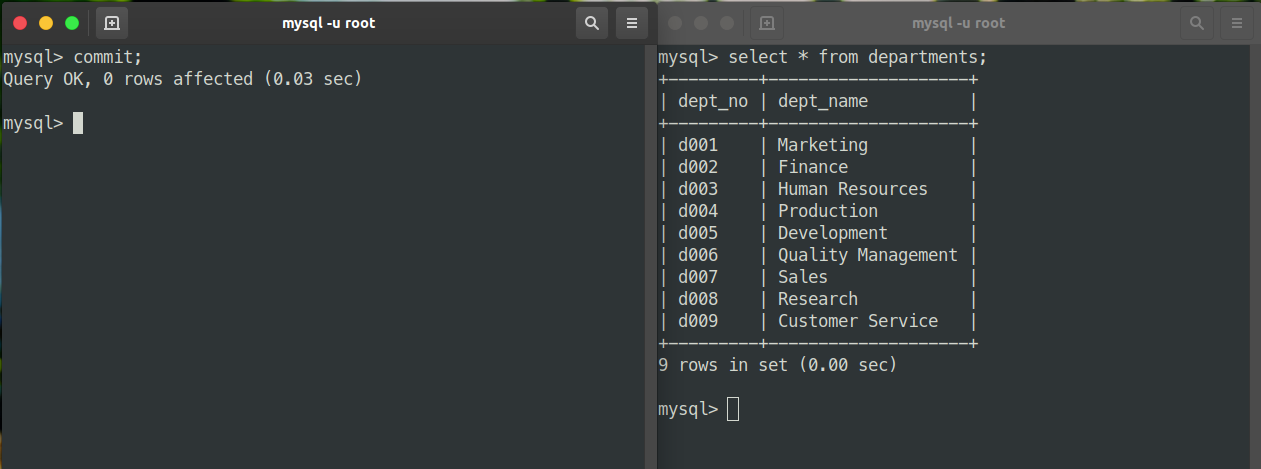 mysql -u root
mysql> commit;
Query OK, 0 rows affected (0.03 sec)
mysql>
mysql -u root
mysql> select * from departments;
+---------+--------------------+
| dept_no | dept_name          |
+---------+--------------------+
| d001    | Marketing          |
| d002    | Finance            |
| d003    | Human Resources    |
| d004    | Production         |
| d005    | Development        |
| d006    | Quality Management |
| d007    | Sales              |
| d008    | Research           |
| d009    | Customer Service   |
+---------+--------------------+
9 rows in set (0.00 sec)
mysql>